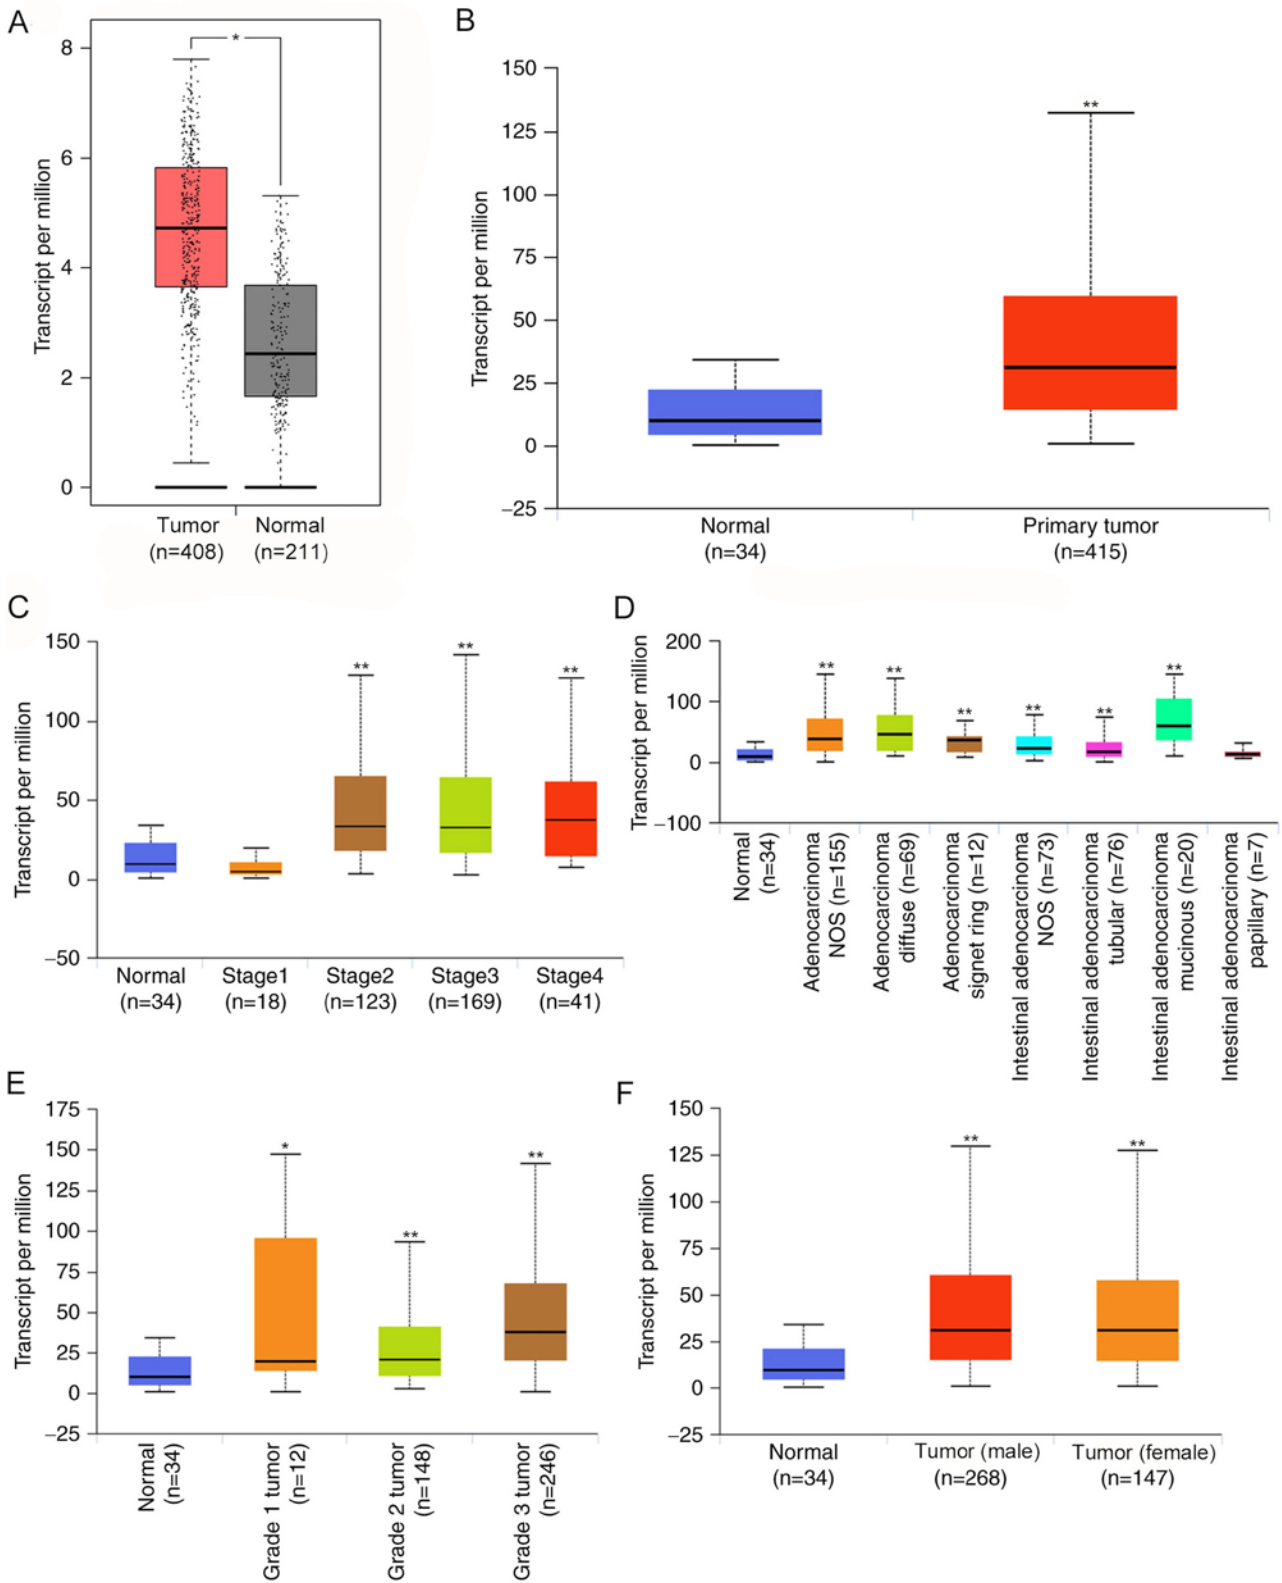 A
Transcript per million
8
6
4
2
0
*
Tumor
(n=408)
Normal
(n=211)
B
Transcript per million
150
125
100
75
50
25
0
−25
**
Normal
(n=34)
Primary tumor
(n=415)
C
Transcript per million
150
100
50
0
−50
**
**
**
Normal
(n=34)
Stage1
(n=18)
Stage2
(n=123)
Stage3
(n=169)
Stage4
(n=41)
D
Transcript per million
200
100
0
−100
**
**
**
**
**
**
Normal
(n=34)
Adenocarcinoma
NOS (n=155)
Adenocarcinoma
diffuse (n=69)
Adenocarcinoma
signet ring (n=12)
Intestinal adenocarcinoma
NOS (n=73)
Intestinal adenocarcinoma
tubular (n=76)
Intestinal adenocarcinoma
mucinous (n=20)
Intestinal adenocarcinoma
papillary (n=7)
E
Transcript per million
175
150
125
100
75
50
25
0
−25
*
**
**
Normal
(n=34)
Grade 1 tumor
(n=12)
Grade 2 tumor
(n=148)
Grade 3 tumor
(n=246)
F
Transcript per million
150
125
100
75
50
25
0
−25
**
**
Normal
(n=34)
Tumor (male)
(n=268)
Tumor (female)
(n=147)